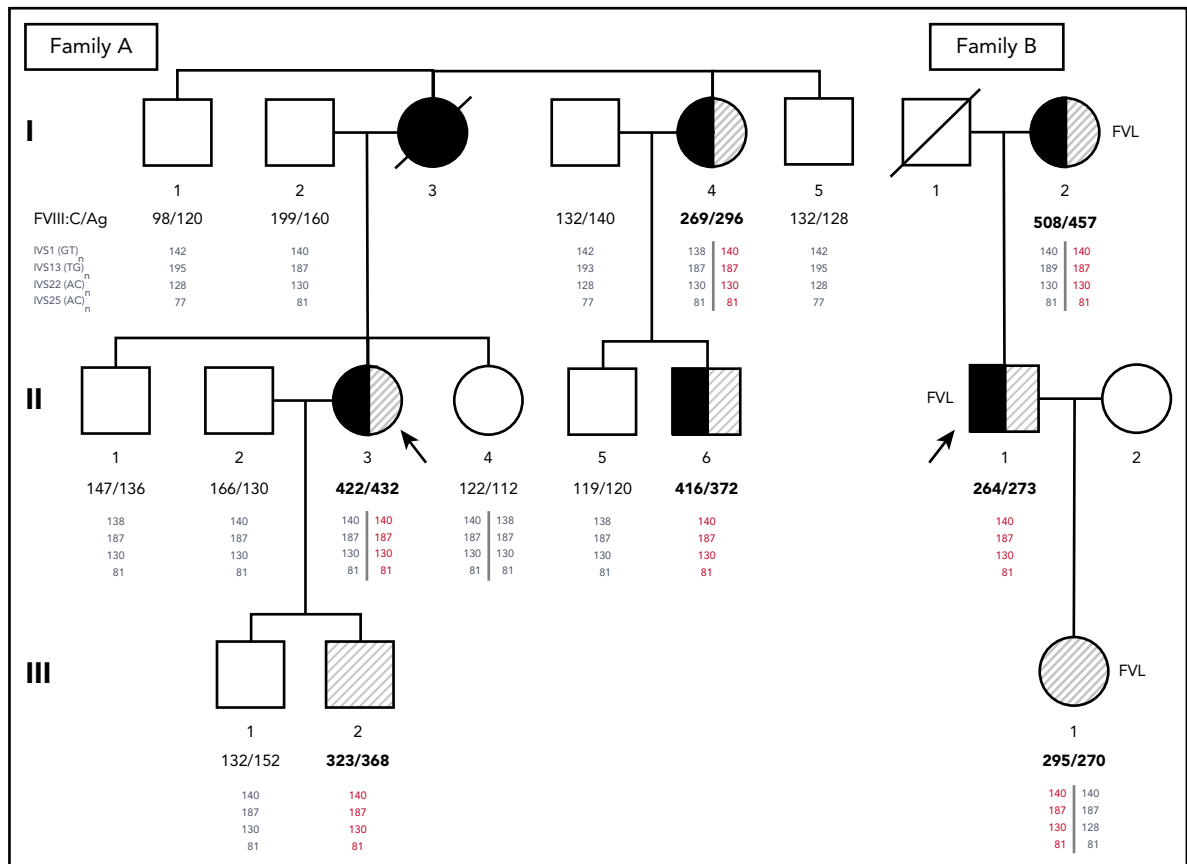 Family A Family B
I FVL
1 2 3 4 5 1 2
FVIII:C/Ag 98/120 199/160 132/140 269/296 132/128 508/457
IVS1 (GT)n 142 140 142 138 140 142 140 140
IVS13 (TG)n 195 187 193 187 187 195 189 187
IVS22 (AC)n 128 130 128 130 130 128 130 130
IVS25 (AC)n 77 81 77 81 81 77 81 81
II FVL
1 2 3 4 5 6 1 2
147/136 166/130 422/432 122/112 119/120 416/372 264/273
138 140 140 140 140 138 138 140 140
187 187 187 187 187 187 187 187 187
130 130 130 130 130 130 130 130 130
81 81 81 81 81 81 81 81 81
III FVL
1 2 1
132/152 323/368 295/270
140 140 140 140
187 187 187 187
130 130 130 128
81 81 81 81